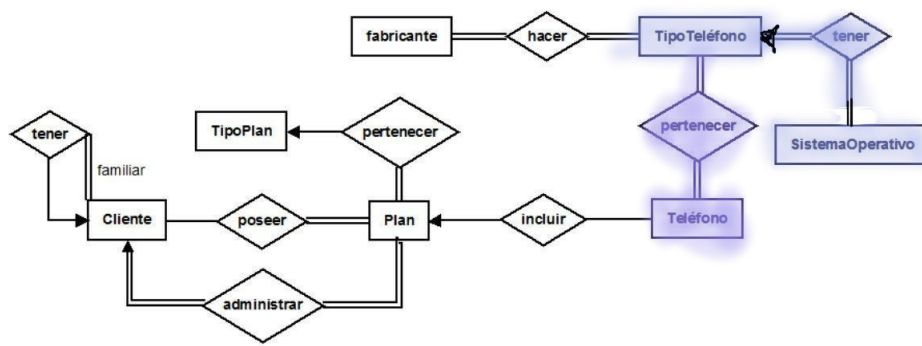 fabricante
hacer
TipoTeléfono
tener
tener
TipoPlan
pertenecer
pertenecer
SistemaOperativo
familiar
Cliente
poseer
Plan
incluir
Teléfono
administrar